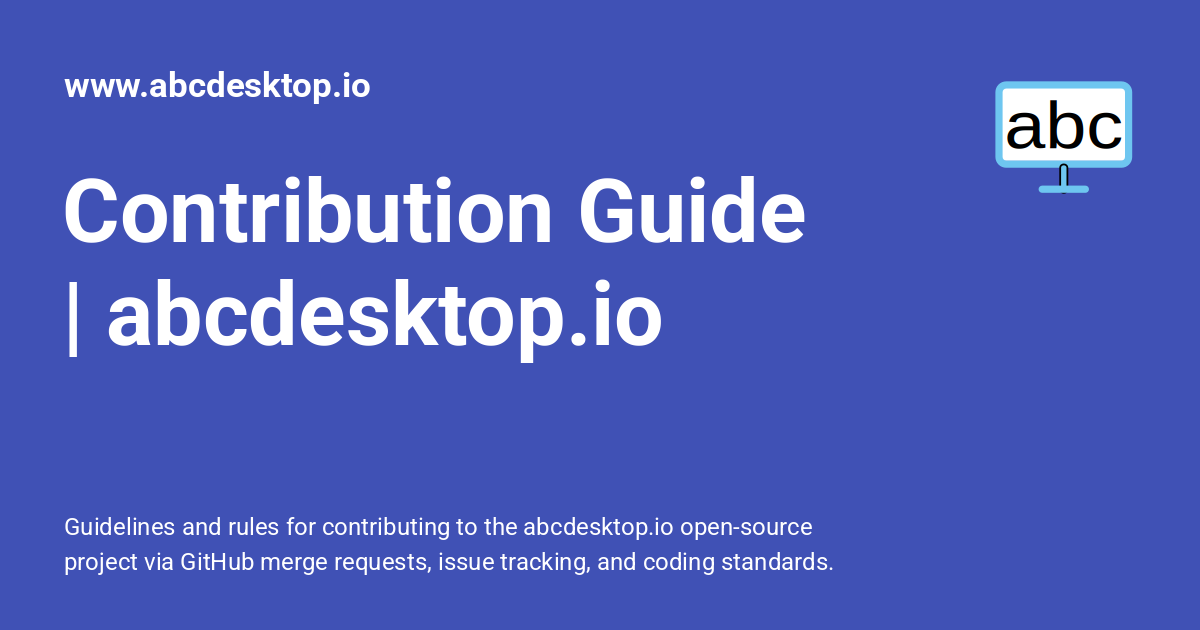 www.abcdesktop.io
abc
Contribution Guide
| abcdesktop.io
Guidelines and rules for contributing to the abcdesktop.io open-source
project via GitHub merge requests, issue tracking, and coding standards.